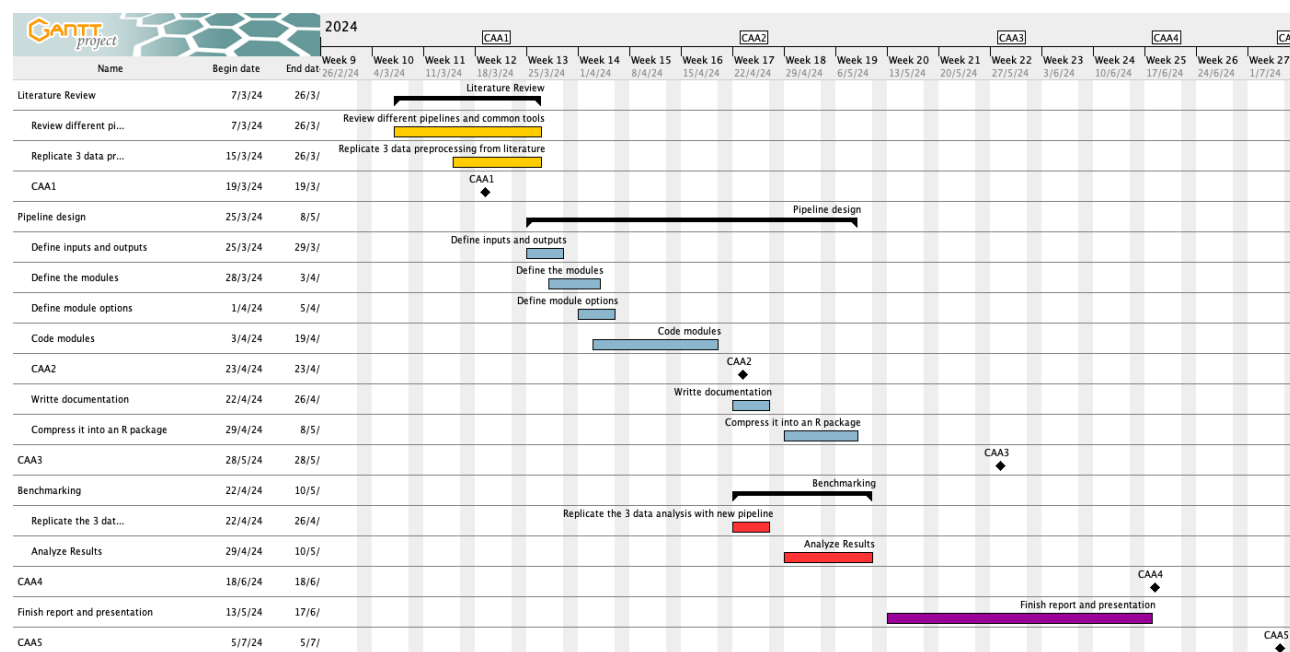 GANTT
project
2024
CAA1 CAA2 CAA3 CAA4 CA
Name Begin date End dat
Week 9 Week 10 Week 11 Week 12 Week 13 Week 14 Week 15 Week 16 Week 17 Week 18 Week 19 Week 20 Week 21 Week 22 Week 23 Week 24 Week 25 Week 26 Week 27
26/2/24 4/3/24 11/3/24 18/3/24 25/3/24 1/4/24 8/4/24 15/4/24 22/4/24 29/4/24 6/5/24 13/5/24 20/5/24 27/5/24 3/6/24 10/6/24 17/6/24 24/6/24 1/7/24
Literature Review 7/3/24 26/3/ Literature Review
Review different pi... 7/3/24 26/3/ Review different pipelines and common tools
Replicate 3 data pr... 15/3/24 26/3/ Replicate 3 data preprocessing from literature
CAA1 19/3/24 19/3/ CAA1
Pipeline design 25/3/24 8/5/ Pipeline design
Define inputs and outputs 25/3/24 29/3/ Define inputs and outputs
Define the modules 28/3/24 3/4/ Define the modules
Define module options 1/4/24 5/4/ Define module options
Code modules 3/4/24 19/4/ Code modules
CAA2 23/4/24 23/4/ CAA2
Writte documentation 22/4/24 26/4/ Writte documentation
Compress it into an R package 29/4/24 8/5/ Compress it into an R package
CAA3 28/5/24 28/5/ CAA3
Benchmarking 22/4/24 10/5/ Benchmarking
Replicate the 3 dat... 22/4/24 26/4/ Replicate the 3 data analysis with new pipeline
Analyze Results 29/4/24 10/5/ Analyze Results
CAA4 18/6/24 18/6/ CAA4
Finish report and presentation 13/5/24 17/6/ Finish report and presentation
CAA5 5/7/24 5/7/ CAA5